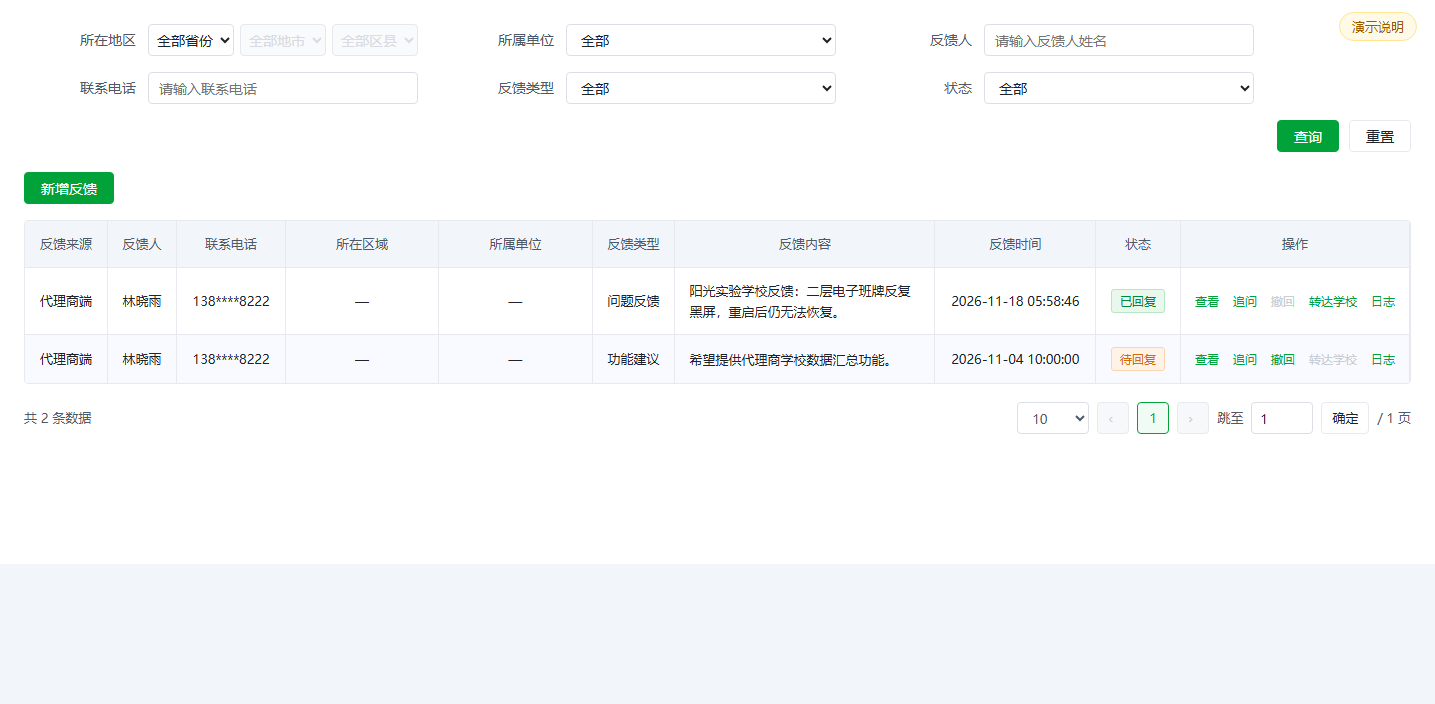 所在地区 全部省份 全部地市 全部区县 所属单位 全部 反馈人 请输入反馈人姓名 演示说明
联系电话 请输入联系电话 反馈类型 全部 状态 全部
查询 重置
新增反馈
反馈来源 反馈人 联系电话 所在区域 所属单位 反馈类型 反馈内容 反馈时间 状态 操作
代理商端 林晓雨 138****8222 — — 问题反馈 阳光实验学校反馈：二层电子班牌反复
黑屏，重启后仍无法恢复。 2026-11-18 05:58:46 已回复 查看 追问 撤回 转达学校 日志
代理商端 林晓雨 138****8222 — — 功能建议 希望提供代理商学校数据汇总功能。 2026-11-04 10:00:00 待回复 查看 追问 撤回 转达学校 日志
共 2 条数据 10 ‹ 1 › 跳至 1 确定 / 1 页